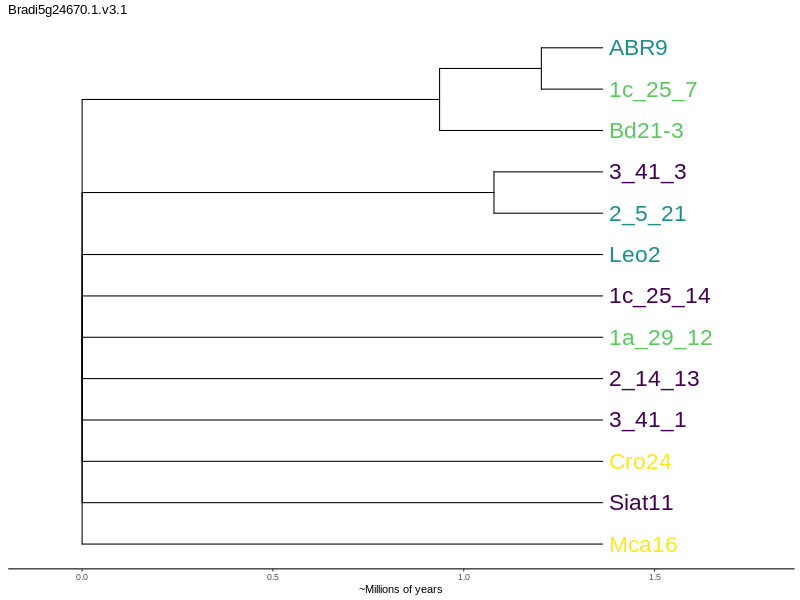 Bradi5g24670.1.v3.1
ABR9
1c_25_7
Bd21-3
3_41_3
2_5_21
Leo2
1c_25_14
1a_29_12
2_14_13
3_41_1
Cro24
Siat11
Mca16
0.0 0.5 1.0 1.5
~Millions of years